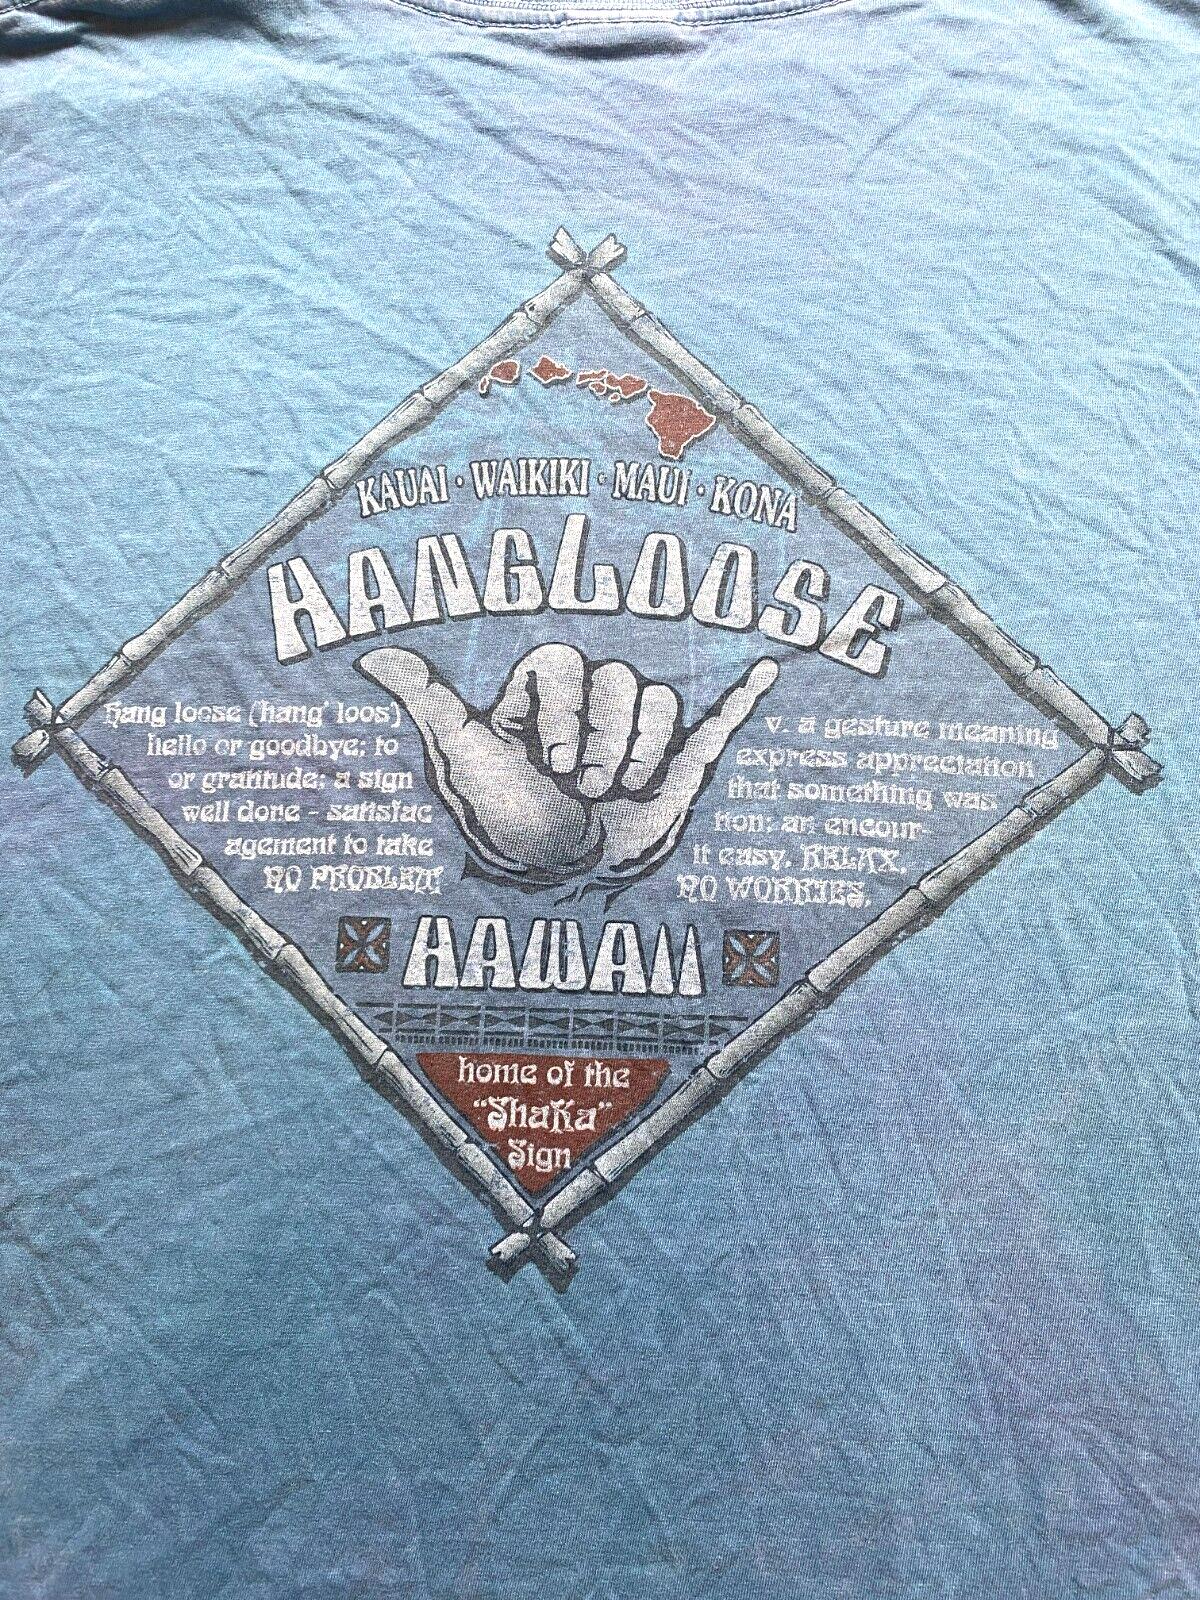 KAUAI · WAIKIKI · MAUI · KONA
HANG LOOSE
hang loose (hang' loos') v. a gesture meaning
hello or goodbye; to express appreciation
or gratitude; a sign that something was
well done - satisfac tion; an encour-
agement to take it easy. RELAX.
NO PROBLEM NO WORRIES.
HAWAII
home of the
"Shaka"
Sign